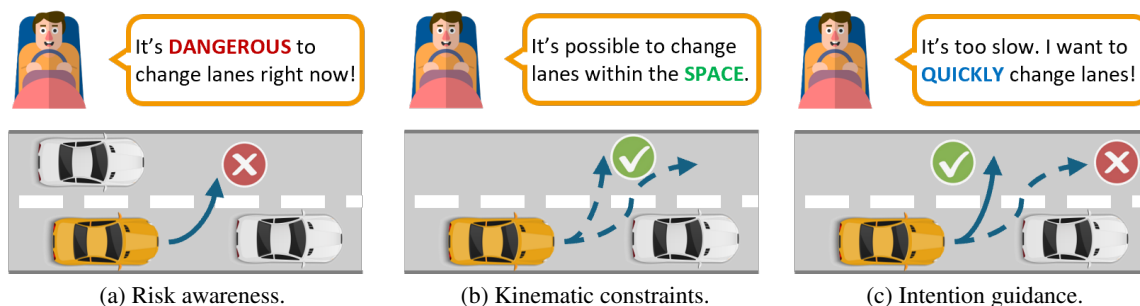 It's DANGEROUS to
change lanes right now!
It's possible to change
lanes within the SPACE.
It's too slow. I want to
QUICKLY change lanes!
(a) Risk awareness.
(b) Kinematic constraints.
(c) Intention guidance.